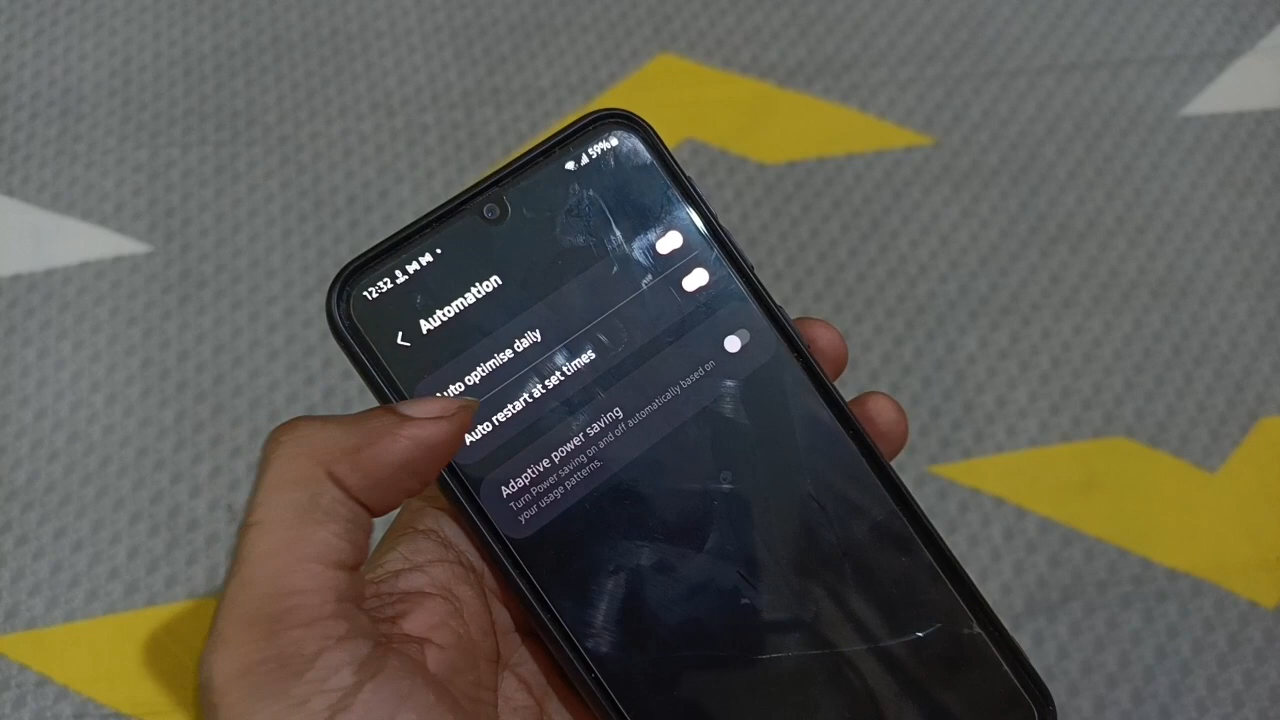 12:32
59%
Automation
Auto optimise daily
Auto restart at set times
Adaptive power saving
Turn Power saving on and off automatically based on
your usage patterns.